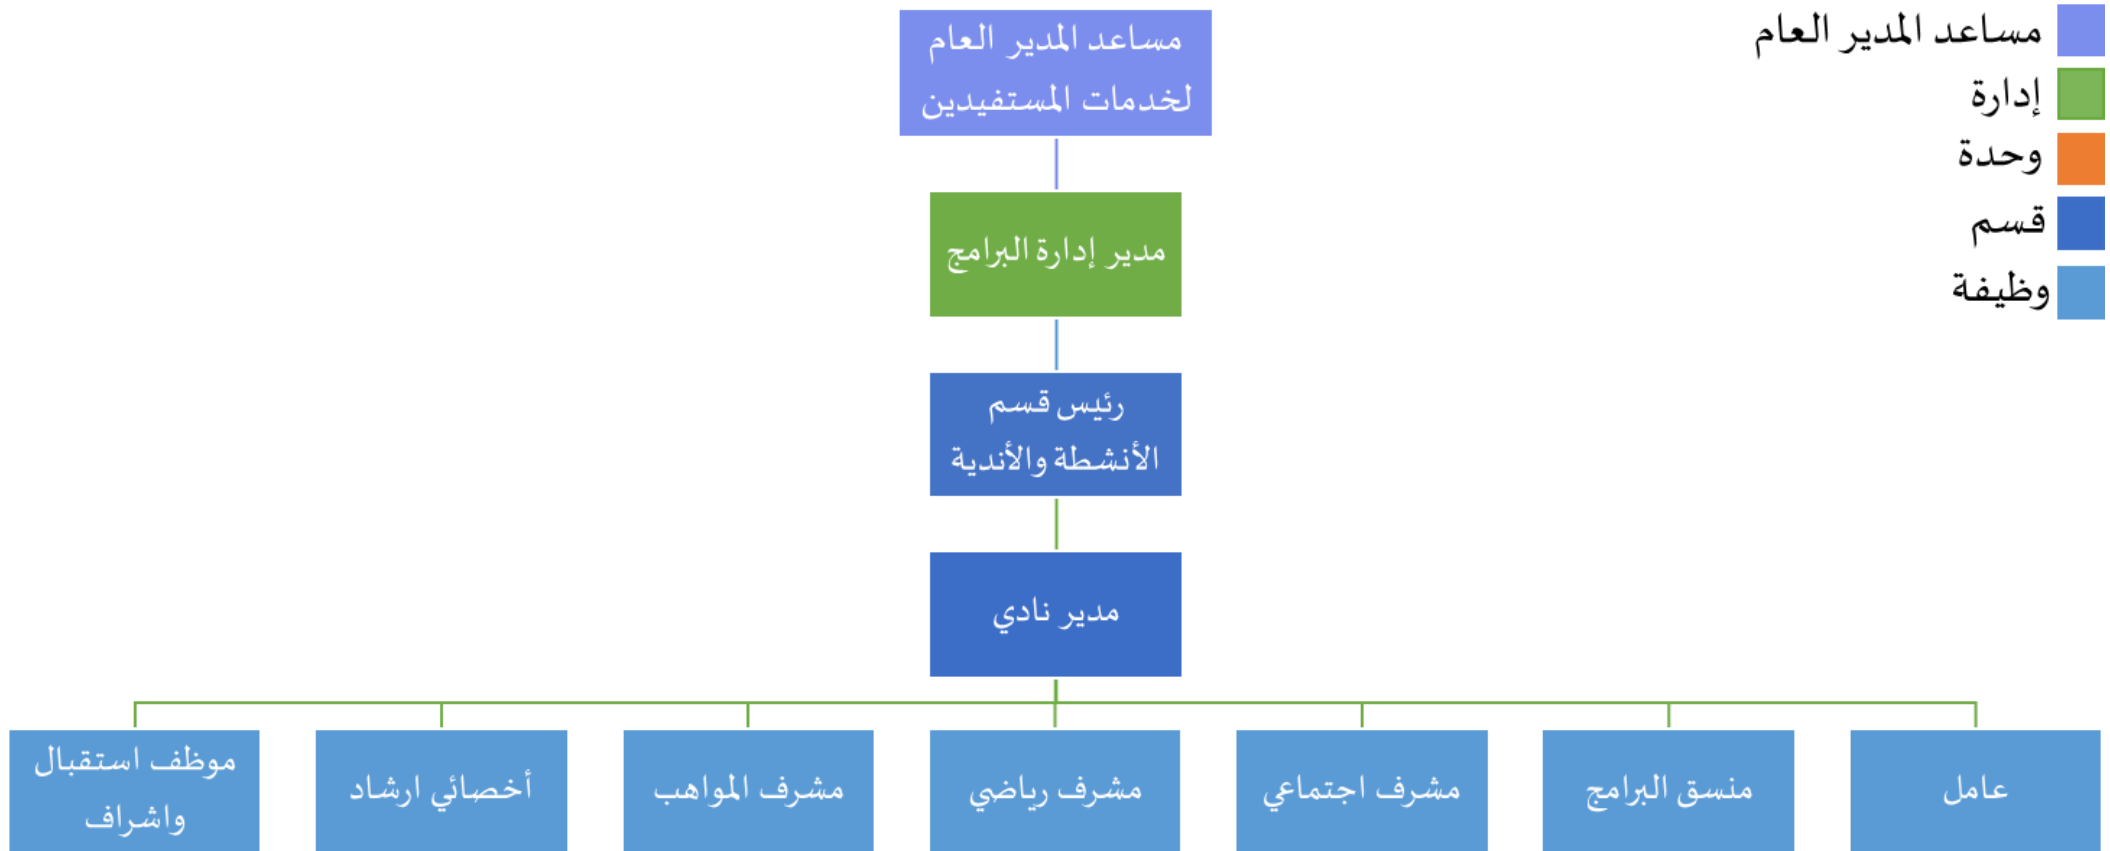 مساعد المدير العام
إدارة
وحدة
قسم
وظيفة
مساعد المدير العام
لخدمات المستفيدين
مدير إدارة البرامج
رئيس قسم
الأنشطة والأندية
مدير نادي
عامل
منسق البرامج
مشرف اجتماعي
مشرف رياضي
مشرف المواهب
أخصائي ارشاد
موظف استقبال
واشراف